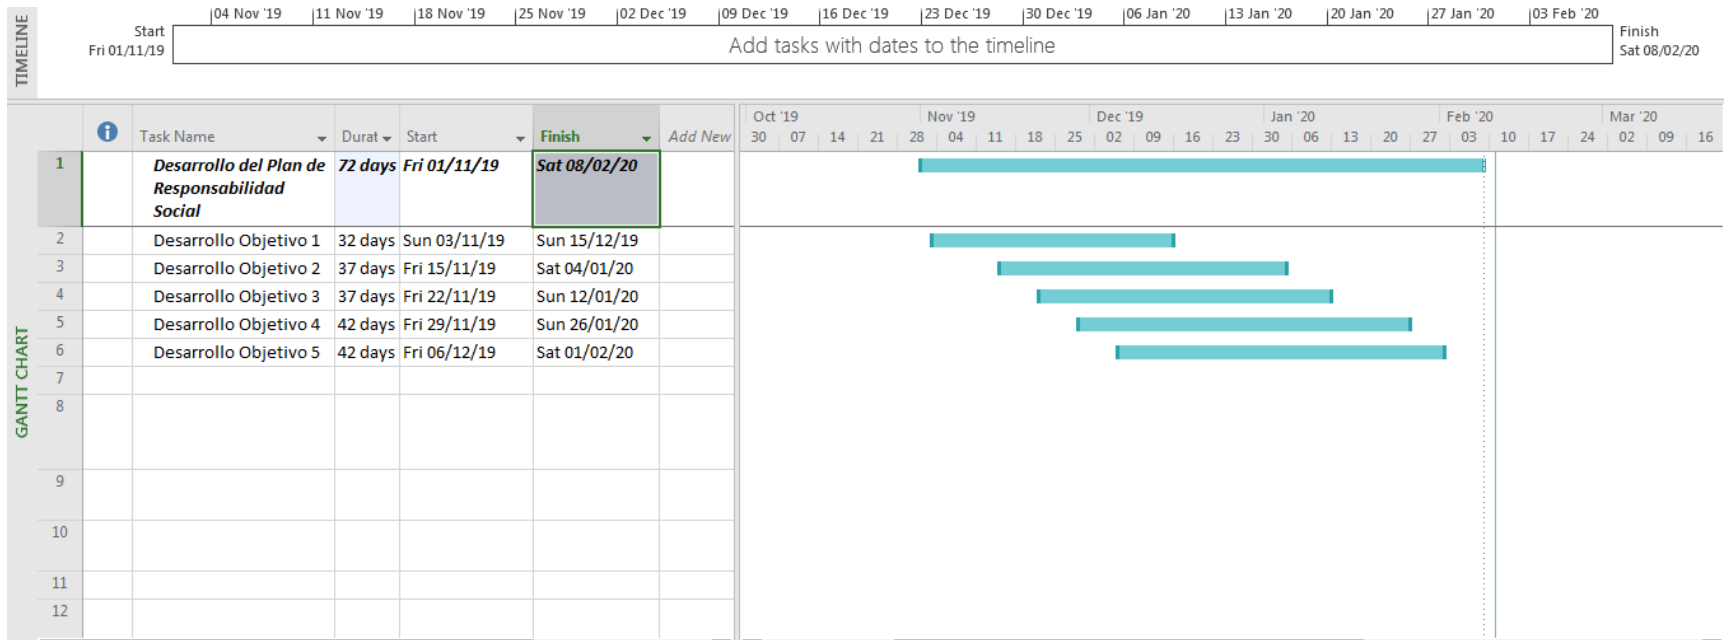 TIMELINE
04 Nov '19 11 Nov '19 18 Nov '19 25 Nov '19 02 Dec '19 09 Dec '19 16 Dec '19 23 Dec '19 30 Dec '19 06 Jan '20 13 Jan '20 20 Jan '20 27 Jan '20 03 Feb '20
Start
Fri 01/11/19
Add tasks with dates to the timeline
Finish
Sat 08/02/20
GANTT CHART
Task Name Durat Start Finish Add New
Oct '19 Nov '19 Dec '19 Jan '20 Feb '20 Mar '20
30 07 14 21 28 04 11 18 25 02 09 16 23 30 06 13 20 27 03 10 17 24 02 09 16
1 Desarrollo del Plan de 72 days Fri 01/11/19 Sat 08/02/20
Responsabilidad
Social
2 Desarrollo Objetivo 1 32 days Sun 03/11/19 Sun 15/12/19
3 Desarrollo Objetivo 2 37 days Fri 15/11/19 Sat 04/01/20
4 Desarrollo Objetivo 3 37 days Fri 22/11/19 Sun 12/01/20
5 Desarrollo Objetivo 4 42 days Fri 29/11/19 Sun 26/01/20
6 Desarrollo Objetivo 5 42 days Fri 06/12/19 Sat 01/02/20
7
8
9
10
11
12